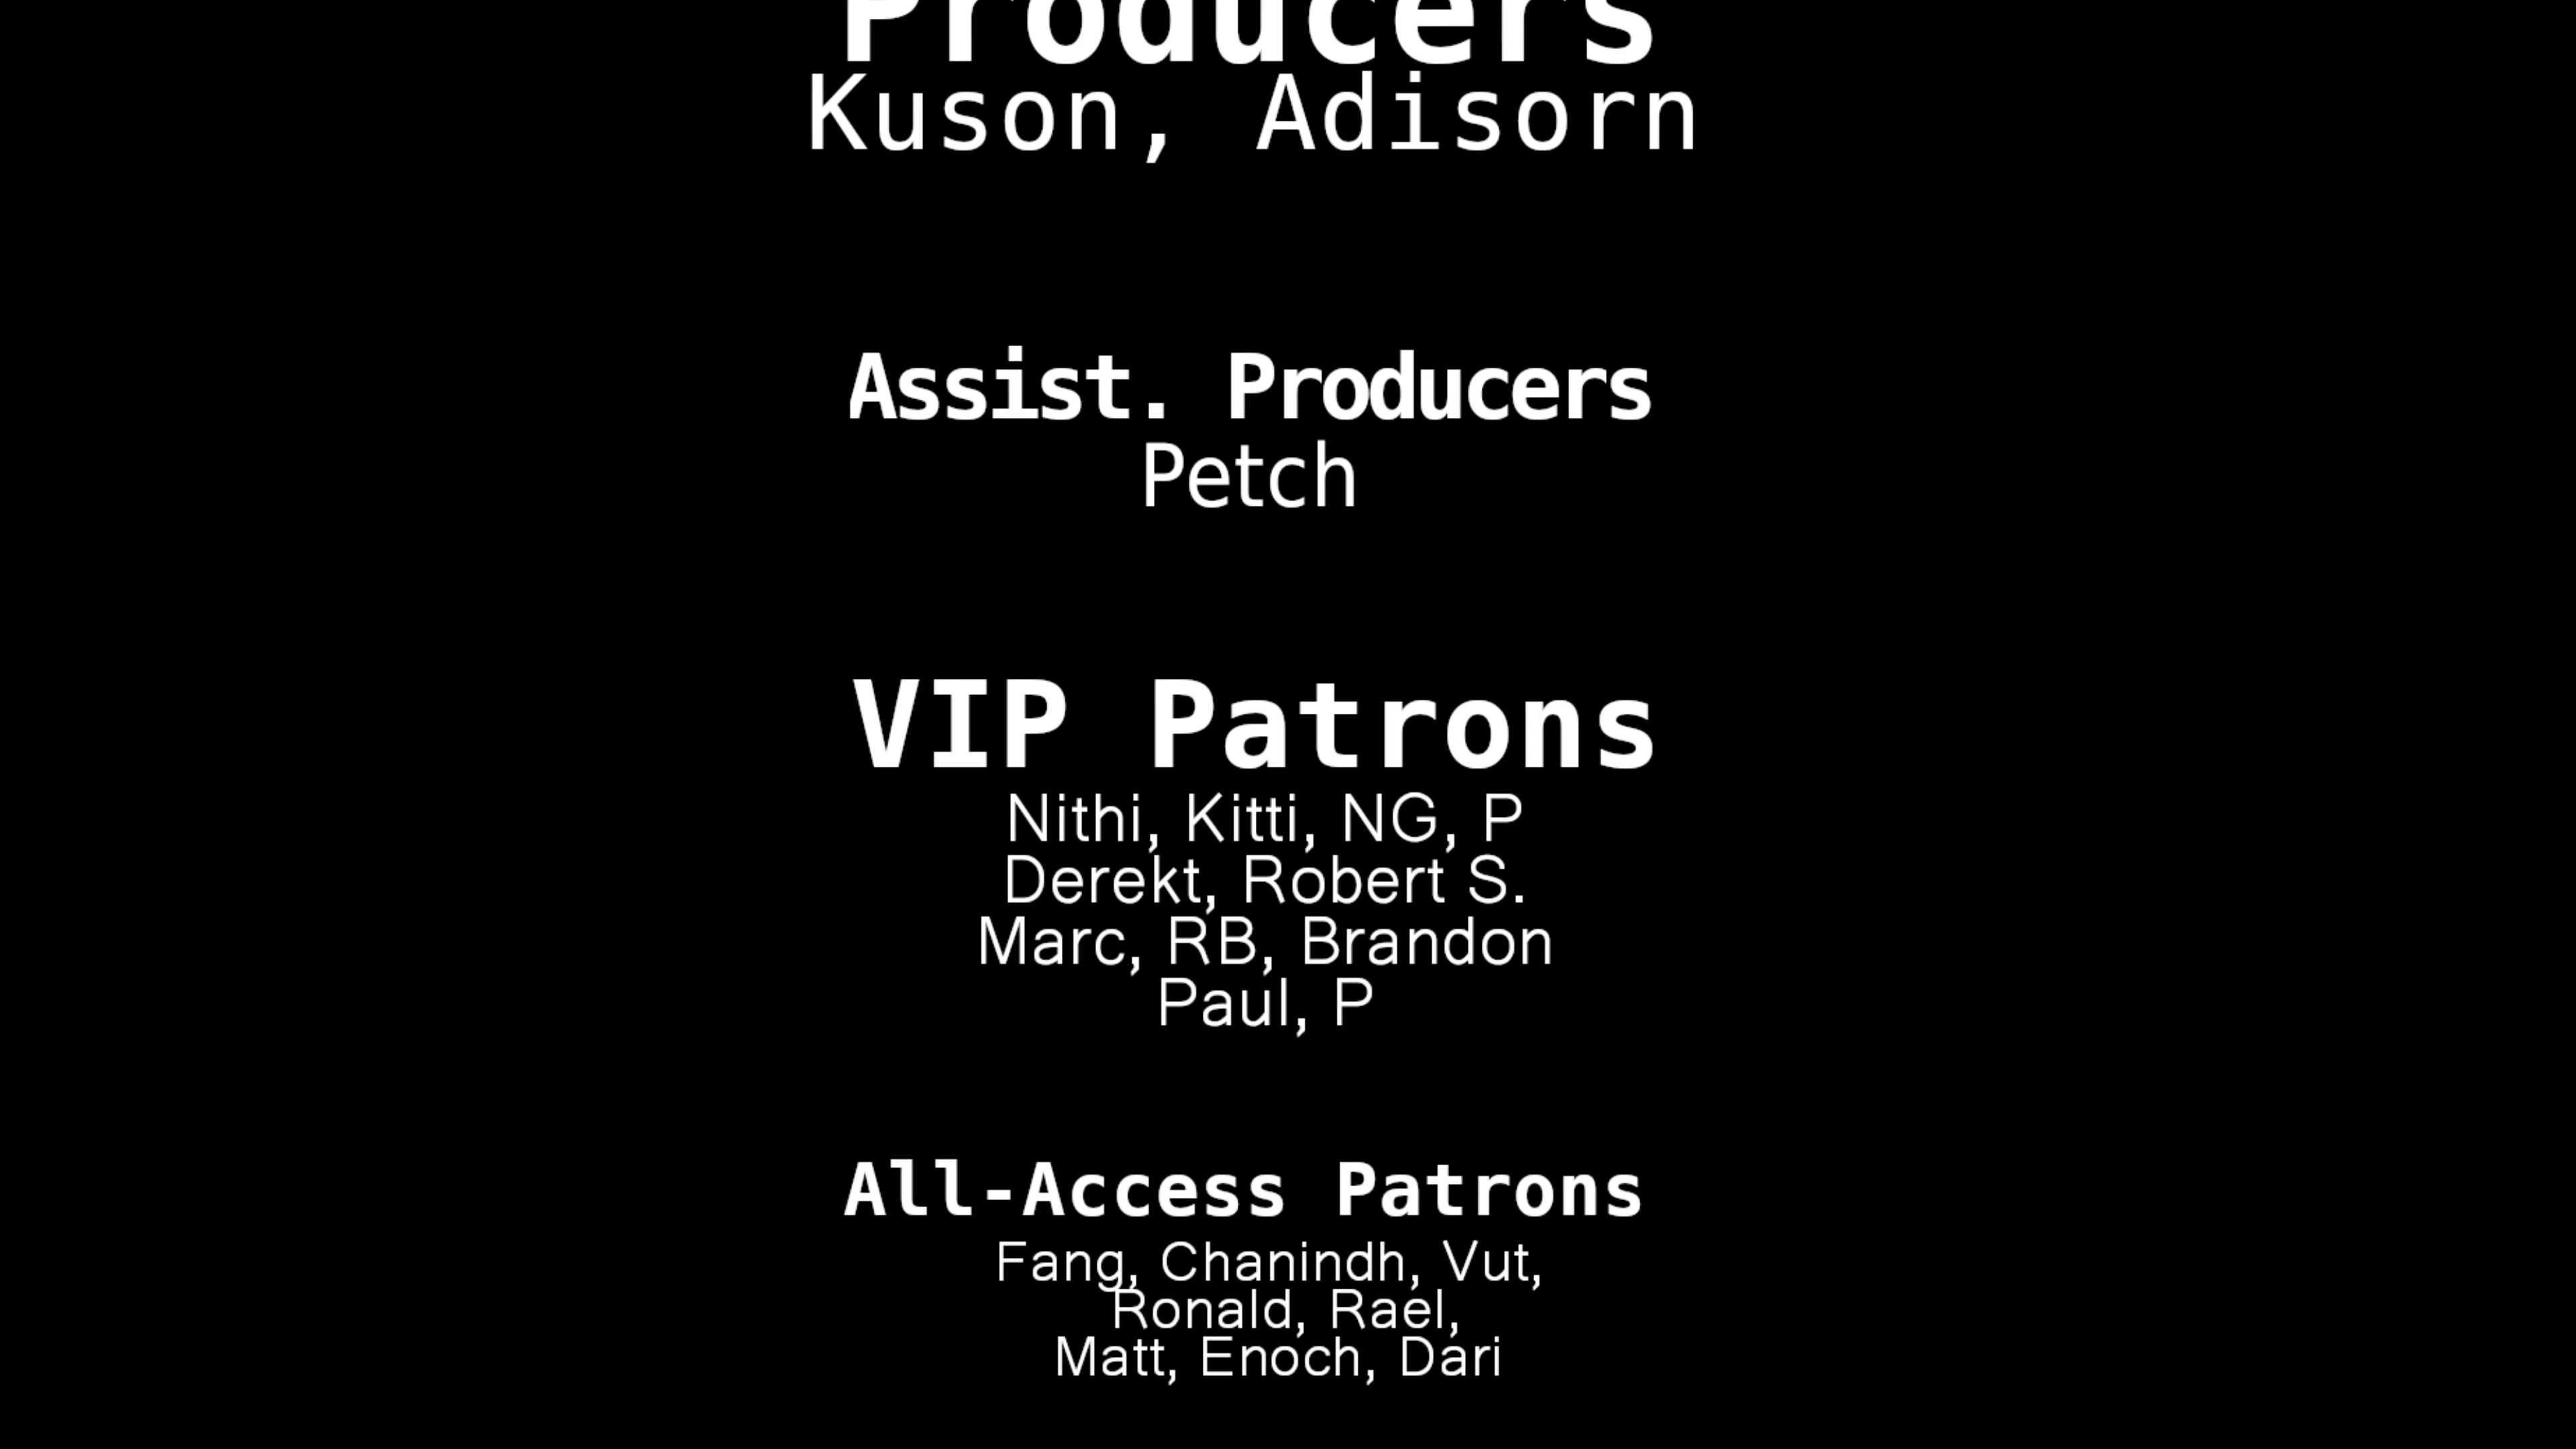 Producers
Kuson, Adisorn
Assist. Producers
Petch
VIP Patrons
Nithi, Kitti, NG, P
Derekt, Robert S.
Marc, RB, Brandon
Paul, P
All-Access Patrons
Fang, Chanindh, Vut,
Ronald, Rael,
Matt, Enoch, Dari